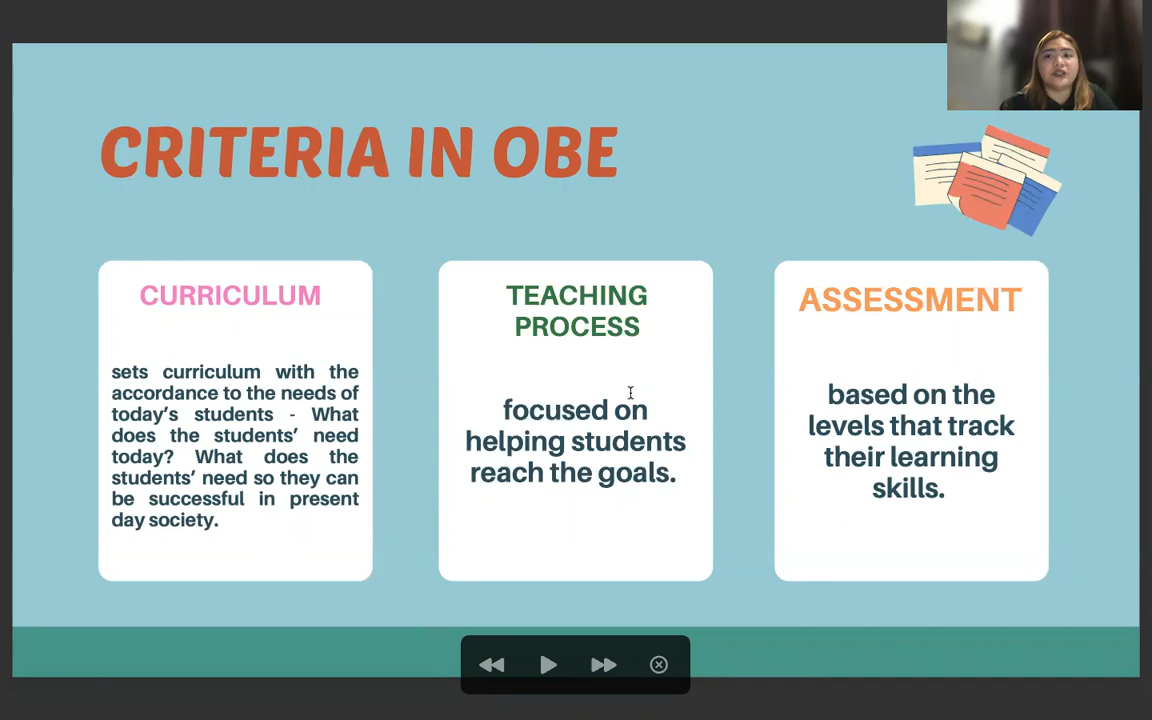 CRITERIA IN OBE
CURRICULUM
sets curriculum with the
accordance to the needs of
today's students - What
does the students' need
today? What does the
students' need so they can
be successful in present
day society.
TEACHING
PROCESS
focused on
helping students
reach the goals.
ASSESSMENT
based on the
levels that track
their learning
skills.